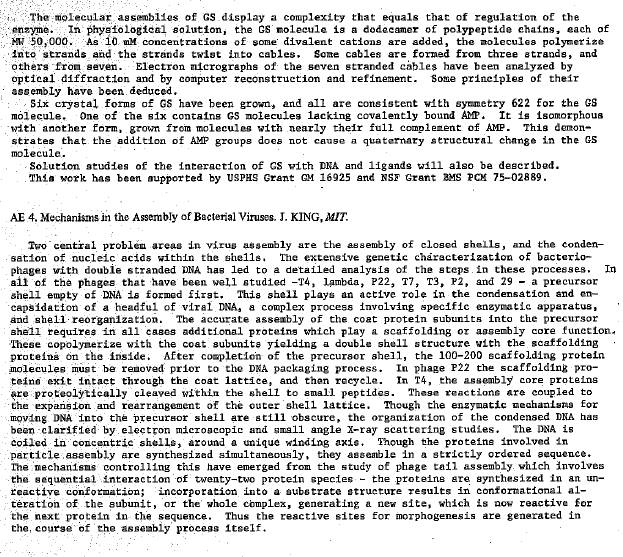 The molecular assemblies of GS display a complexity that equals that of regulation of the
enzyme. In physiological solution, the GS molecule is a dodecamer of polypeptide chains, each of
MW 50,000. As 10 mM concentrations of some divalent cations are added, the molecules polymerize
into strands and the strands twist into cables. Some cables are formed from three strands, and
others from seven. Electron micrographs of the seven stranded cables have been analyzed by
optical diffraction and by computer reconstruction and refinement. Some principles of their
assembly have been deduced.
Six crystal forms of GS have been grown, and all are consistent with symmetry 622 for the GS
molecule. One of the six contains GS molecules lacking covalently bound AMP. It is isomorphous
with another form, grown from molecules with nearly their full complement of AMP. This demon-
strates that the addition of AMP groups does not cause a quaternary structural change in the GS
molecule.
Solution studies of the interaction of GS with DNA and ligands will also be described.
This work has been supported by USPHS Grant GM 16925 and NSF Grant BMS PCM 75-02889.
AE 4. Mechanisms in the Assembly of Bacterial Viruses. J. KING, MIT.
Two central problem areas in virus assembly are the assembly of closed shells, and the conden-
sation of nucleic acids within the shells. The extensive genetic characterization of bacterio-
phages with double stranded DNA has led to a detailed analysis of the steps in these processes. In
all of the phages that have been well studied -T4, lambda, P22, T7, T3, P2, and 29 - a precursor
shell empty of DNA is formed first. This shell plays an active role in the condensation and en-
capsidation of a headful of viral DNA, a complex process involving specific enzymatic apparatus,
and shell reorganization. The accurate assembly of the coat protein subunits into the precursor
shell requires in all cases additional proteins which play a scaffolding or assembly core function.
These copolymerize with the coat subunits yielding a double shell structure with the scaffolding
proteins on the inside. After completion of the precursor shell, the 100-200 scaffolding protein
molecules must be removed prior to the DNA packaging process. In phage P22 the scaffolding pro-
teins exit intact through the coat lattice, and then recycle. In T4, the assembly core proteins
are proteolytically cleaved within the shell to small peptides. These reactions are coupled to
the expansion and rearrangement of the outer shell lattice. Though the enzymatic mechanisms for
moving DNA into the precursor shell are still obscure, the organization of the condensed DNA has
been clarified by electron microscopic and small angle X-ray scattering studies. The DNA is
coiled in concentric shells, around a unique winding axis. Though the proteins involved in
particle assembly are synthesized simultaneously, they assemble in a strictly ordered sequence.
The mechanisms controlling this have emerged from the study of phage tail assembly which involves
the sequential interaction of twenty-two protein species - the proteins are synthesized in an un-
reactive conformation; incorporation into a substrate structure results in conformational al-
teration of the subunit, or the whole complex, generating a new site, which is now reactive for
the next protein in the sequence. Thus the reactive sites for morphogenesis are generated in
the course of the assembly process itself.